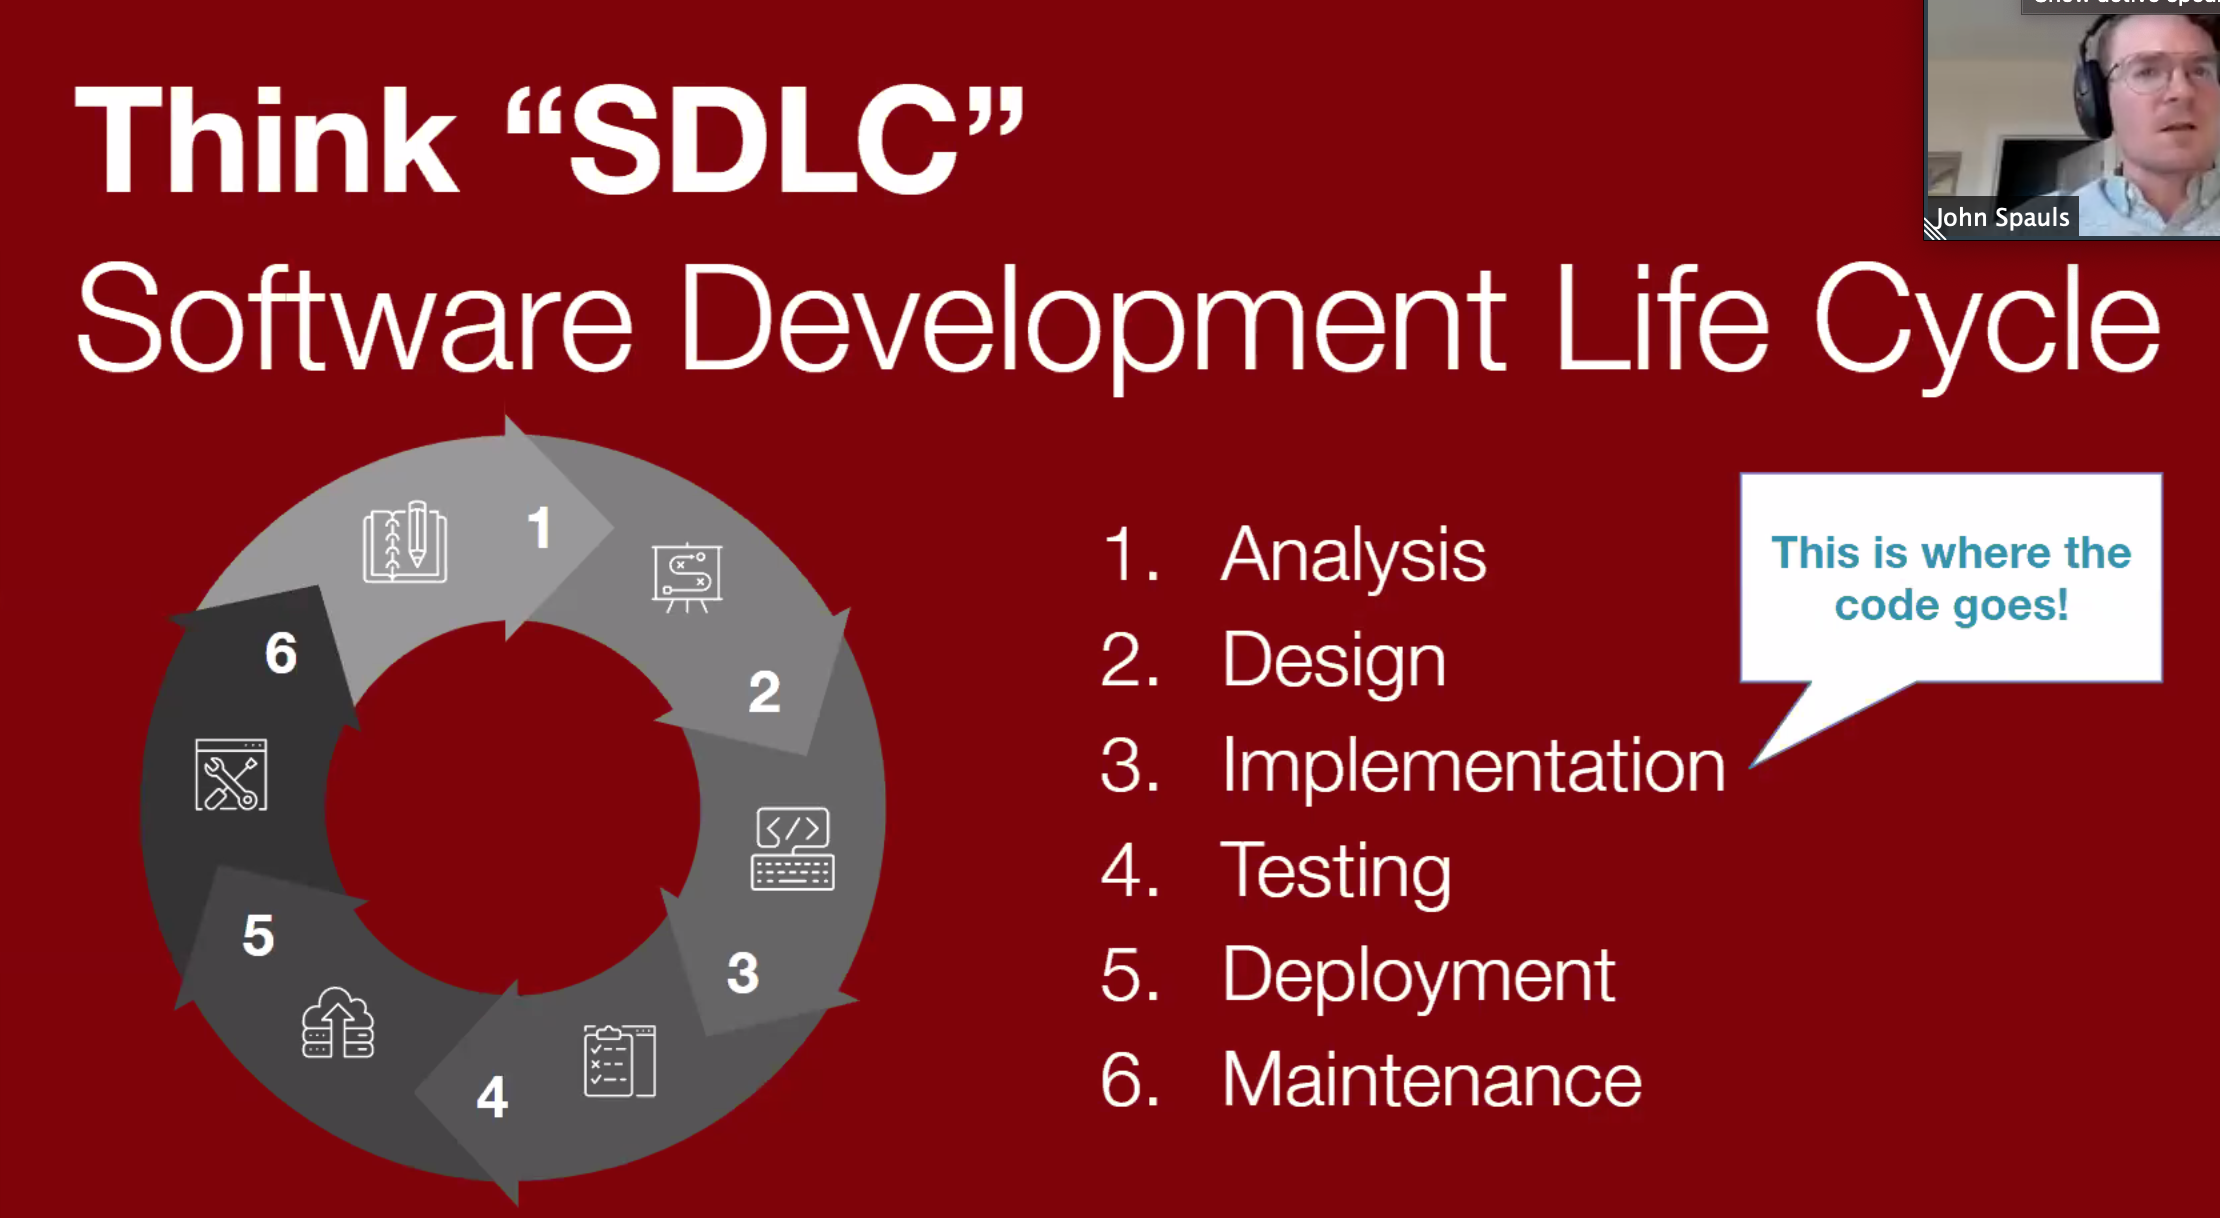 Think “SDLC”
Software Development Life Cycle
John Spauls
1
2
3
4
5
6
1. Analysis
2. Design
3. Implementation
4. Testing
5. Deployment
6. Maintenance
This is where the
code goes!